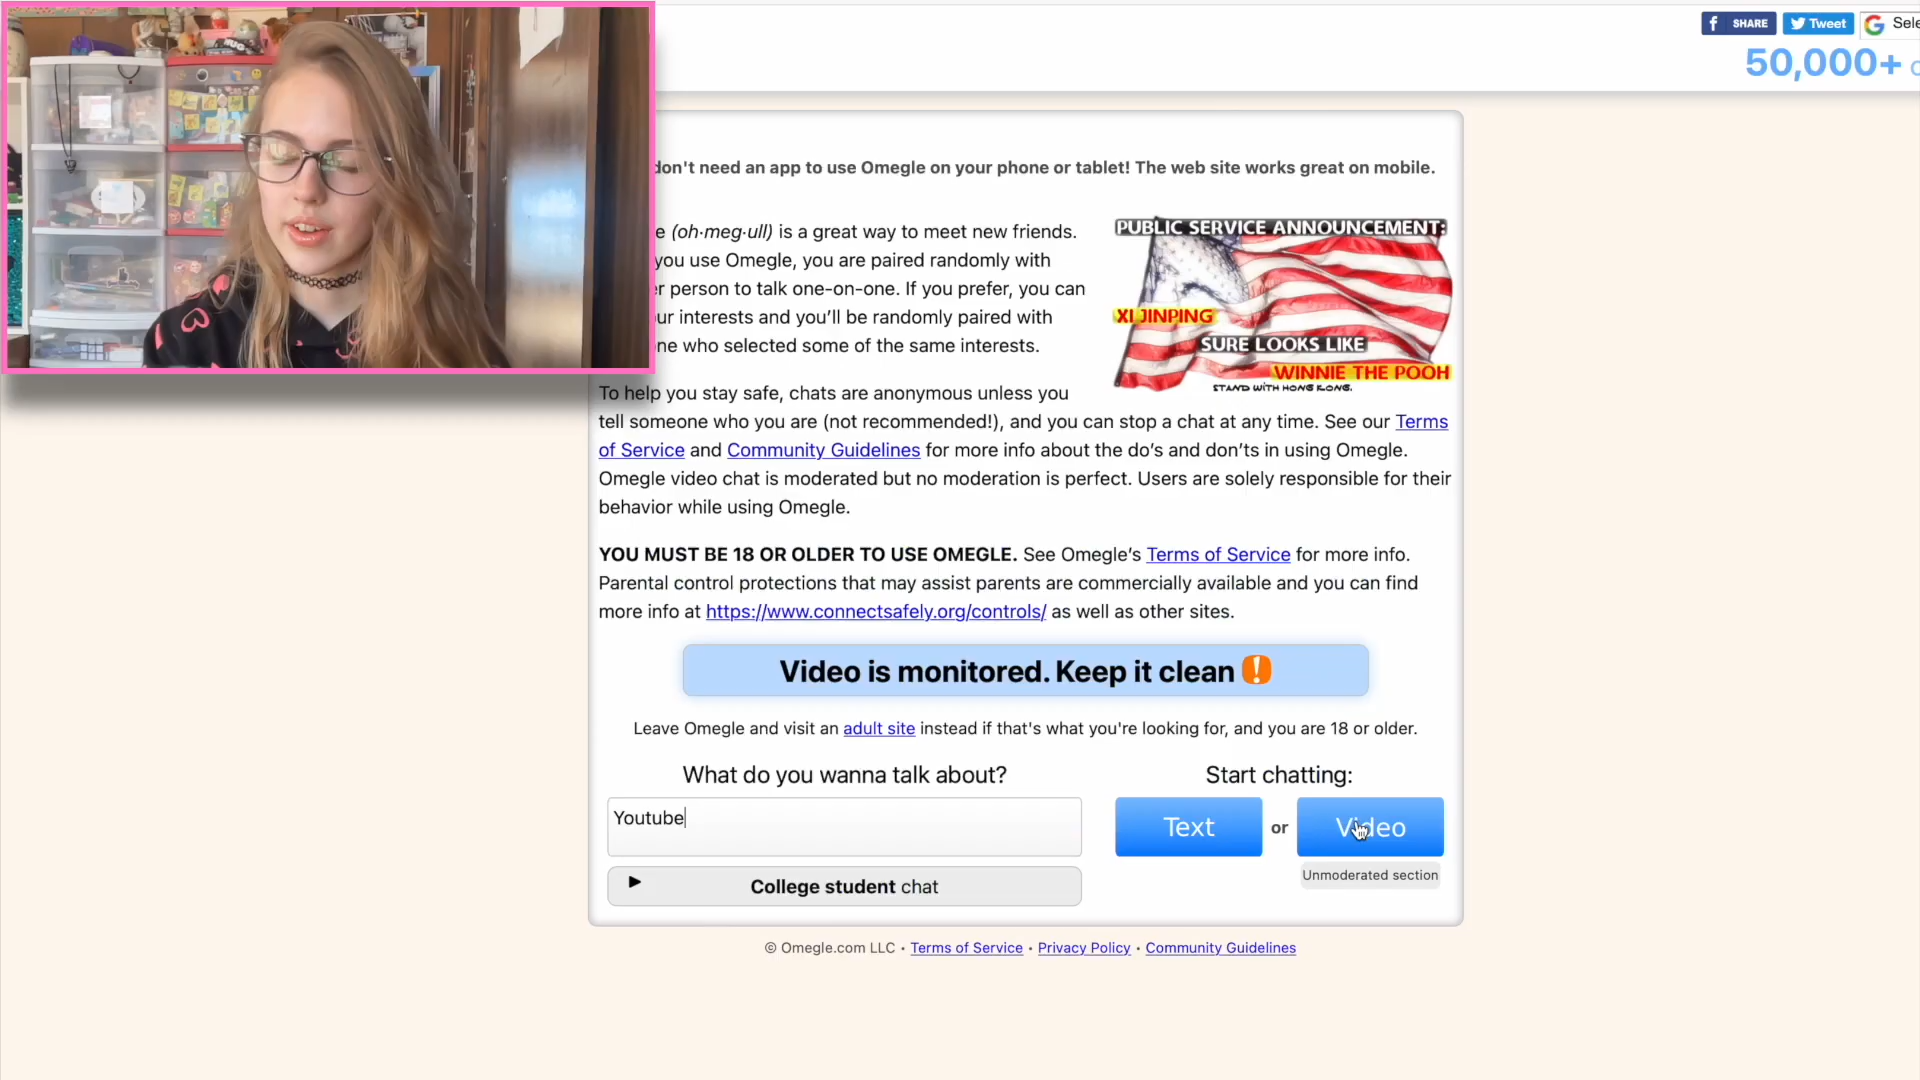 SHARE
Tweet
Sele
50,000+
don't need an app to use Omegle on your phone or tablet! The web site works great on mobile.
e (oh·meg·ull) is a great way to meet new friends.
you use Omegle, you are paired randomly with
er person to talk one-on-one. If you prefer, you can
ur interests and you’ll be randomly paired with
ne who selected some of the same interests.
PUBLIC SERVICE ANNOUNCEMENT:
XI JINPING
SURE LOOKS LIKE
WINNIE THE POOH
STAND WITH HONG KONG.
To help you stay safe, chats are anonymous unless you
tell someone who you are (not recommended!), and you can stop a chat at any time. See our Terms
of Service and Community Guidelines for more info about the do’s and don’ts in using Omegle.
Omegle video chat is moderated but no moderation is perfect. Users are solely responsible for their
behavior while using Omegle.
YOU MUST BE 18 OR OLDER TO USE OMEGLE. See Omegle’s Terms of Service for more info.
Parental control protections that may assist parents are commercially available and you can find
more info at https://www.connectsafely.org/controls/ as well as other sites.
Video is monitored. Keep it clean
Leave Omegle and visit an adult site instead if that's what you're looking for, and you are 18 or older.
What do you wanna talk about?
Start chatting:
Youtube
Text or Video
Unmoderated section
College student chat
© Omegle.com LLC • Terms of Service • Privacy Policy • Community Guidelines